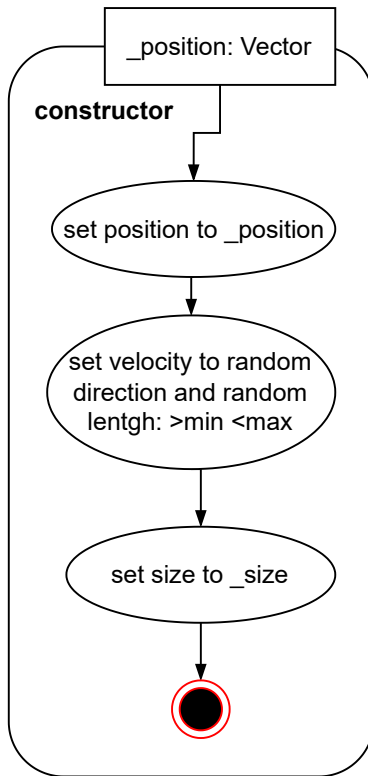 _position: Vector
constructor
set position to _position
set velocity to random
direction and random
lentgh: >min <max
set size to _size